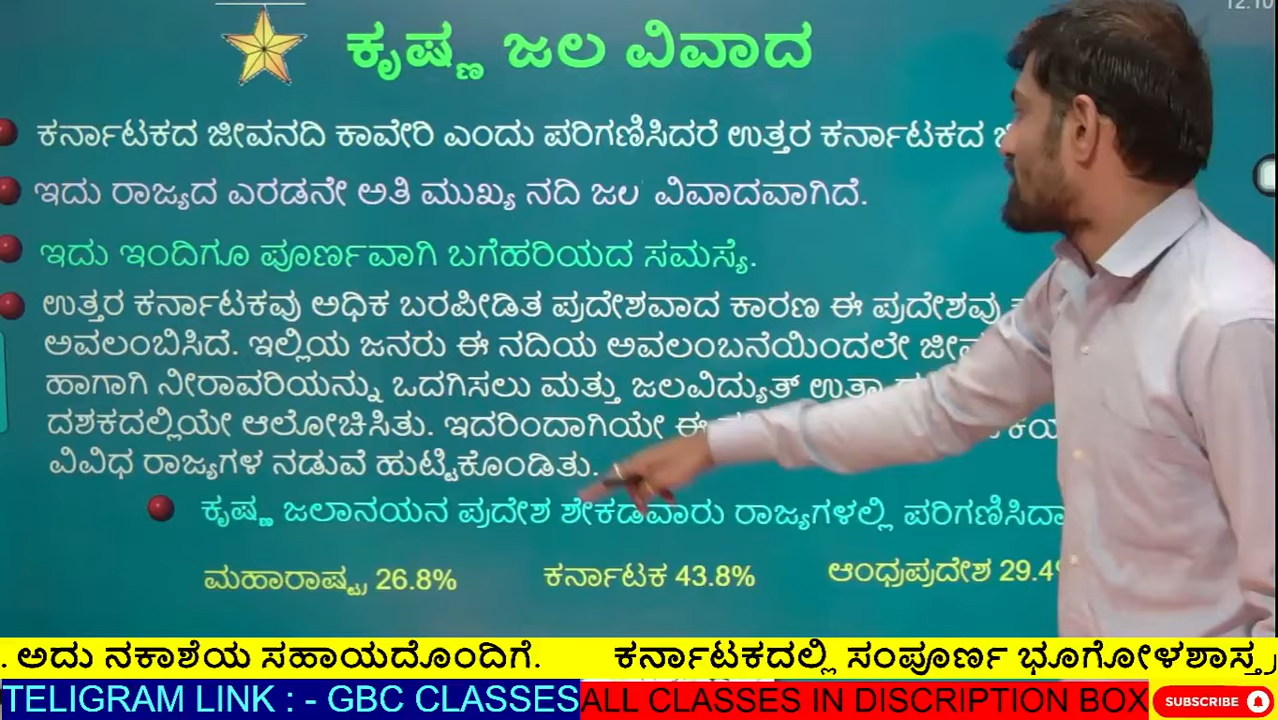 12:10
ಕೃಷ್ಣ ಜಲ ವಿವಾದ
ಕರ್ನಾಟಕದ ಜೀವನದಿ ಕಾವೇರಿ ಎಂದು ಪರಿಗಣಿಸಿದರೆ ಉತ್ತರ ಕರ್ನಾಟಕದ
ಇದು ರಾಜ್ಯದ ಎರಡನೇ ಅತಿ ಮುಖ್ಯ ನದಿ ಜಲ ವಿವಾದವಾಗಿದೆ.
ಇದು ಇಂದಿಗೂ ಪೂರ್ಣವಾಗಿ ಬಗೆಹರಿಯದ ಸಮಸ್ಯೆ.
ಉತ್ತರ ಕರ್ನಾಟಕವು ಅಧಿಕ ಬರಪೀಡಿತ ಪ್ರದೇಶವಾದ ಕಾರಣ ಈ ಪ್ರದೇಶವು
ಅವಲಂಬಿಸಿದೆ. ಇಲ್ಲಿಯ ಜನರು ಈ ನದಿಯ ಅವಲಂಬನೆಯಿಂದಲೇ
ಹಾಗಾಗಿ ನೀರಾವರಿಯನ್ನು ಒದಗಿಸಲು ಮತ್ತು ಜಲವಿದ್ಯುತ್
ದಶಕದಲ್ಲಿಯೇ ಆಲೋಚಿಸಿತು. ಇದರಿಂದಾಗಿಯೇ ಈ
ವಿವಿಧ ರಾಜ್ಯಗಳ ನಡುವೆ ಹುಟ್ಟಿಕೊಂಡಿತು.
ಕೃಷ್ಣ ಜಲಾನಯನ ಪ್ರದೇಶ ಶೇಕಡವಾರು ರಾಜ್ಯಗಳಲ್ಲಿ
ಮಹಾರಾಷ್ಟ್ರ 26.8% ಕರ್ನಾಟಕ 43.8% ಆಂಧ್ರಪ್ರದೇಶ 29.4%
. ಅದು ನಕಾಶೆಯ ಸಹಾಯದೊಂದಿಗೆ. ಕರ್ನಾಟಕದಲ್ಲಿ ಸಂಪೂರ್ಣ ಭೂಗೋಳಶಾಸ್ತ್ರ
TELIGRAM LINK : - GBC CLASSES ALL CLASSES IN DISCRIPTION BOX SUBSCRIBE